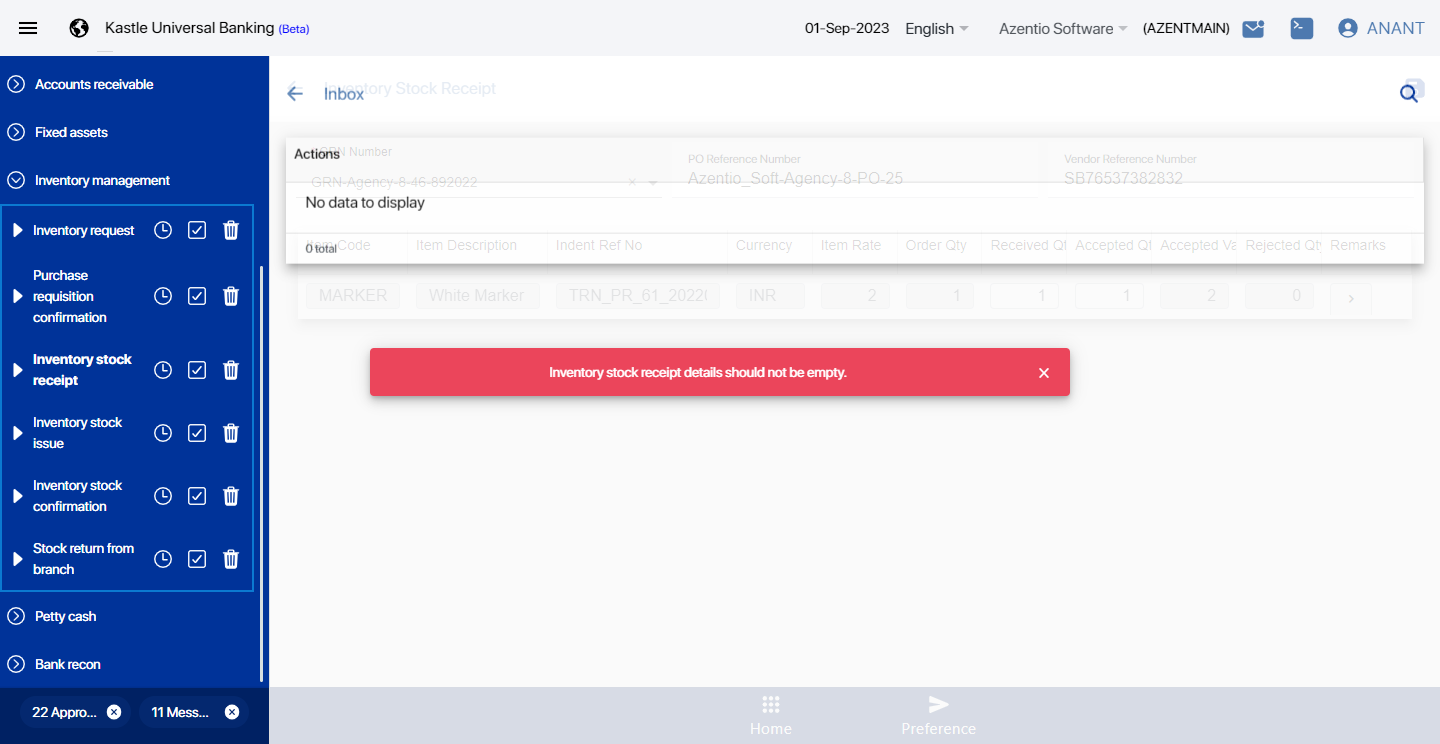 Kastle Universal Banking (Beta)
01-Sep-2023
English
Azentio Software
(AZENTMAIN)
ANANT
Accounts receivable
Fixed assets
Inventory management
Inventory request
Purchase
requisition
confirmation
Inventory stock
receipt
Inventory stock
issue
Inventory stock
confirmation
Stock return from
branch
Petty cash
Bank recon
22 Appro...
11 Mess...
Inventory Stock Receipt
Inbox
GRN Number
Actions
PO Reference Number
Vendor Reference Number
GRN-Agency-8-46-892022
Azentio_Soft-Agency-8-PO-25
SB76537382832
No data to display
0 total
Item Code
Item Description
Indent Ref No
Currency
Item Rate
Order Qty
Received Qt
Accepted Qt
Accepted Va
Rejected Qty
Remarks
MARKER
White Marker
TRN_PR_61_2022
INR
2
1
1
1
2
0
Inventory stock receipt details should not be empty.
Home
Preference